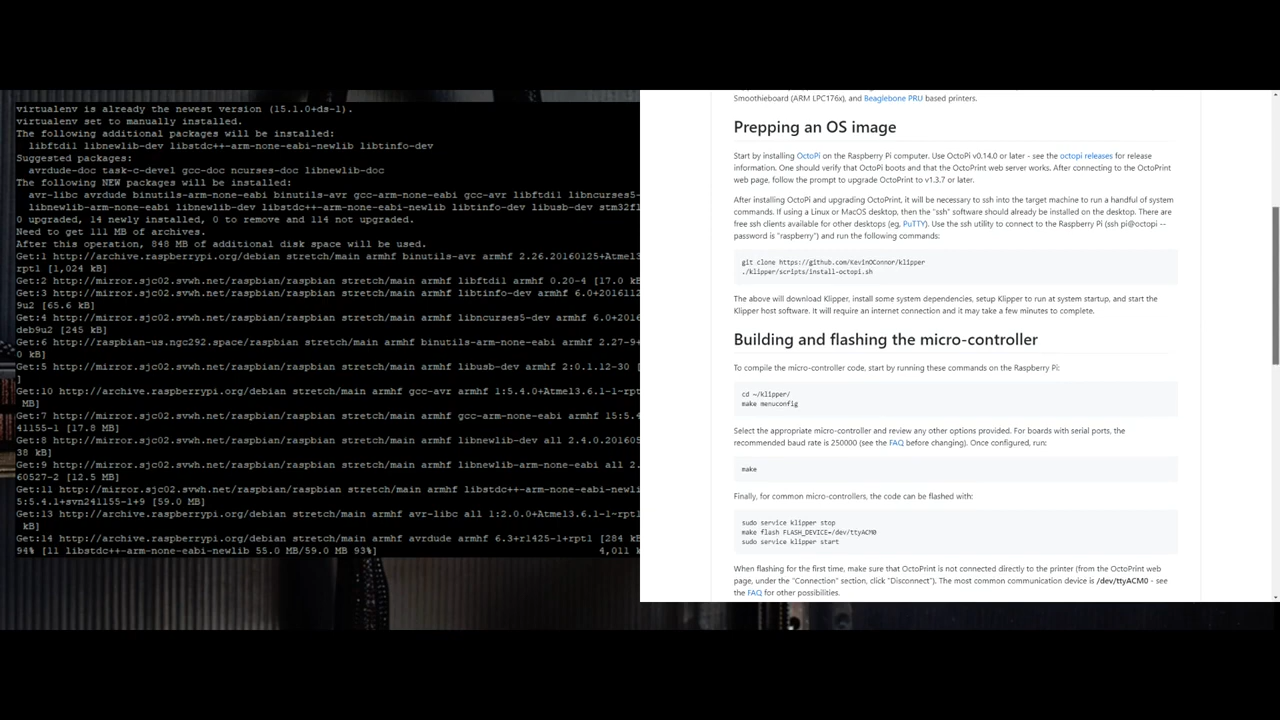 virtualenv is already the newest version (15.1.0+ds-1).
virtualenv set to manually installed.
The following additional packages will be installed:
libftdi1 libnewlib-dev libstdc++-arm-none-eabi-newlib libtinfo-dev
Suggested packages:
avrdude-doc task-c-devel gcc-doc ncurses-doc libnewlib-doc
The following NEW packages will be installed:
avr-libc avrdude binutils-avr binutils-arm-none-eabi gcc-avr gcc-arm-none-eabi libftdi1 libncurses5-
libnewlib-arm-none-eabi libnewlib-dev libstdc++-arm-none-eabi-newlib libtinfo-dev libusb-dev stm32fl
0 upgraded, 14 newly installed, 0 to remove and 114 not upgraded.
Need to get 111 MB of archives.
After this operation, 848 MB of additional disk space will be used.
Get:1 http://archive.raspberrypi.org/debian stretch/main armhf binutils-avr armhf 2.26.20160125+Atmel3
rpt1 [1,024 kB]
Get:2 http://mirror.sjc02.svwh.net/raspbian/raspbian stretch/main armhf libftdi1 armhf 0.20-4 [17.0 kB
Get:3 http://mirror.sjc02.svwh.net/raspbian/raspbian stretch/main armhf libtinfo-dev armhf 6.0+2016112
9u2 [65.6 kB]
Get:4 http://mirror.sjc02.svwh.net/raspbian/raspbian stretch/main armhf libncurses5-dev armhf 6.0+2016
deb9u2 [245 kB]
Get:6 http://raspbian-us.ngc292.space/raspbian stretch/main armhf binutils-arm-none-eabi armhf 2.27-9+
0 kB]
Get:5 http://mirror.sjc02.svwh.net/raspbian/raspbian stretch/main armhf libusb-dev armhf 2:0.1.12-30 [
]
Get:10 http://archive.raspberrypi.org/debian stretch/main armhf gcc-avr armhf 1:5.4.0+Atmel3.6.1-1-rpt
MB]
Get:7 http://mirror.sjc02.svwh.net/raspbian/raspbian stretch/main armhf gcc-arm-none-eabi armhf 15:5.4
41155-1 [17.8 MB]
Get:8 http://mirror.sjc02.svwh.net/raspbian/raspbian stretch/main armhf libnewlib-dev all 2.4.0.201605
38 kB]
Get:9 http://mirror.sjc02.svwh.net/raspbian/raspbian stretch/main armhf libnewlib-arm-none-eabi all 2.
60527-2 [12.5 MB]
Get:11 http://mirror.sjc02.svwh.net/raspbian/raspbian stretch/main armhf libstdc++-arm-none-eabi-newli
5:5.4.1+svn241155-1+9 [59.0 MB]
Get:13 http://archive.raspberrypi.org/debian stretch/main armhf avr-libc all 1:2.0.0+Atmel3.6.1-1-rpt1
kB]
Get:14 http://archive.raspberrypi.org/debian stretch/main armhf avrdude armhf 6.3+r1425-1+rpt1 [284 kB
94% [11 libstdc++-arm-none-eabi-newlib 55.0 MB/59.0 MB 93%] 4,011 k
Smoothieboard (ARM LPC176x), and Beaglebone PRU based printers.
Prepping an OS image
Start by installing OctoPi on the Raspberry Pi computer. Use OctoPi v0.14.0 or later - see the octopi releases for release
information. One should verify that OctoPi boots and that the OctoPrint web server works. After connecting to the OctoPrint
web page, follow the prompt to upgrade OctoPrint to v1.3.7 or later.
After installing OctoPi and upgrading OctoPrint, it will be necessary to ssh into the target machine to run a handful of system
commands. If using a Linux or MacOS desktop, then the "ssh" software should already be installed on the desktop. There are
free ssh clients available for other desktops (eg, PuTTY). Use the ssh utility to connect to the Raspberry Pi (ssh pi@octopi --
password is "raspberry") and run the following commands:
git clone https://github.com/KevinOConnor/klipper
./klipper/scripts/install-octopi.sh
The above will download Klipper, install some system dependencies, setup Klipper to run at system startup, and start the
Klipper host software. It will require an internet connection and it may take a few minutes to complete.
Building and flashing the micro-controller
To compile the micro-controller code, start by running these commands on the Raspberry Pi:
cd ~/klipper/
make menuconfig
Select the appropriate micro-controller and review any other options provided. For boards with serial ports, the
recommended baud rate is 250000 (see the FAQ before changing). Once configured, run:
make
Finally, for common micro-controllers, the code can be flashed with:
sudo service klipper stop
make flash FLASH_DEVICE=/dev/ttyACM0
sudo service klipper start
When flashing for the first time, make sure that OctoPrint is not connected directly to the printer (from the OctoPrint web
page, under the "Connection" section, click "Disconnect"). The most common communication device is /dev/ttyACM0 - see
the FAQ for other possibilities.